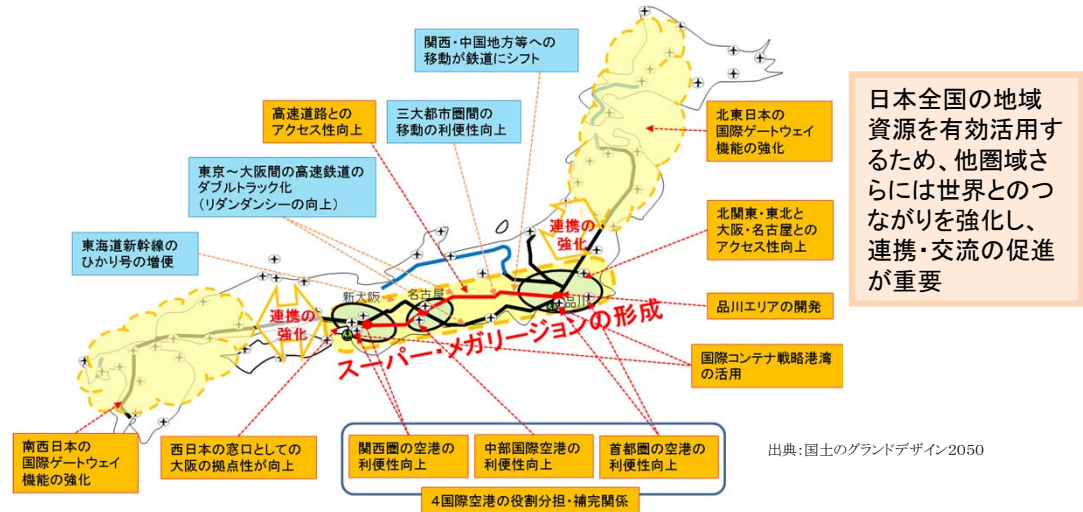 関西・中国地方等への
移動が鉄道にシフト
高速道路との
アクセス性向上
三大都市圏間の
移動の利便性向上
北東日本の
国際ゲートウェイ
機能の強化
日本全国の地域
資源を有効活用す
るため、他圏域さ
らには世界とのつ
ながりを強化し、
連携・交流の促進
が重要
東京～大阪間の高速鉄道の
ダブルトラック化
（リダンダンシーの向上）
連携の
強化
北関東・東北と
大阪・名古屋との
アクセス性向上
東海道新幹線の
ひかり号の増便
新大阪
名古屋
品川
連携の
強化
スーパー・メガリージョンの形成
品川エリアの開発
国際コンテナ戦略港湾
の活用
南西日本の
国際ゲートウェイ
機能の強化
西日本の窓口としての
大阪の拠点性が向上
関西圏の空港の
利便性向上
中部国際空港の
利便性向上
首都圏の空港の
利便性向上
4国際空港の役割分担・補完関係
出典：国土のグランドデザイン2050